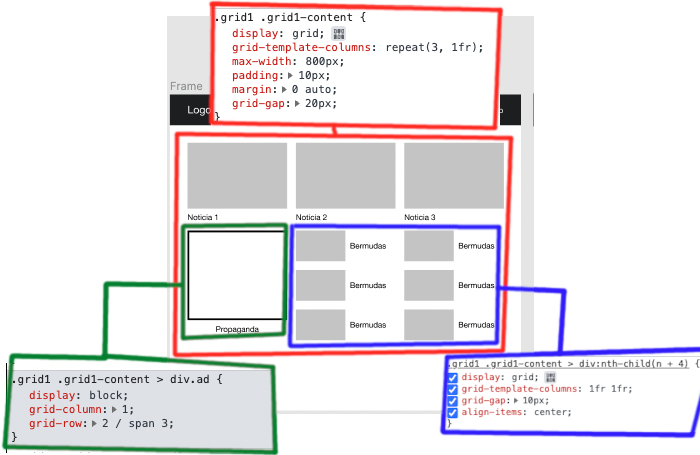 .grid1 .grid1-content {
display: grid;
grid-template-columns: repeat(3, 1fr);
max-width: 800px;
padding: 10px;
margin: 0 auto;
grid-gap: 20px;
}
Frame
Logo
Noticia 1
Noticia 2
Noticia 3
Bermudas
Bermudas
Bermudas
Bermudas
Propaganda
Bermudas
Bermudas
.grid1 .grid1-content > div.ad {
display: block;
grid-column: 1;
grid-row: 2 / span 3;
}
.grid1 .grid1-content > div:nth-child(n + 4) {
display: grid;
grid-template-columns: 1fr 1fr;
grid-gap: 10px;
align-items: center;
}